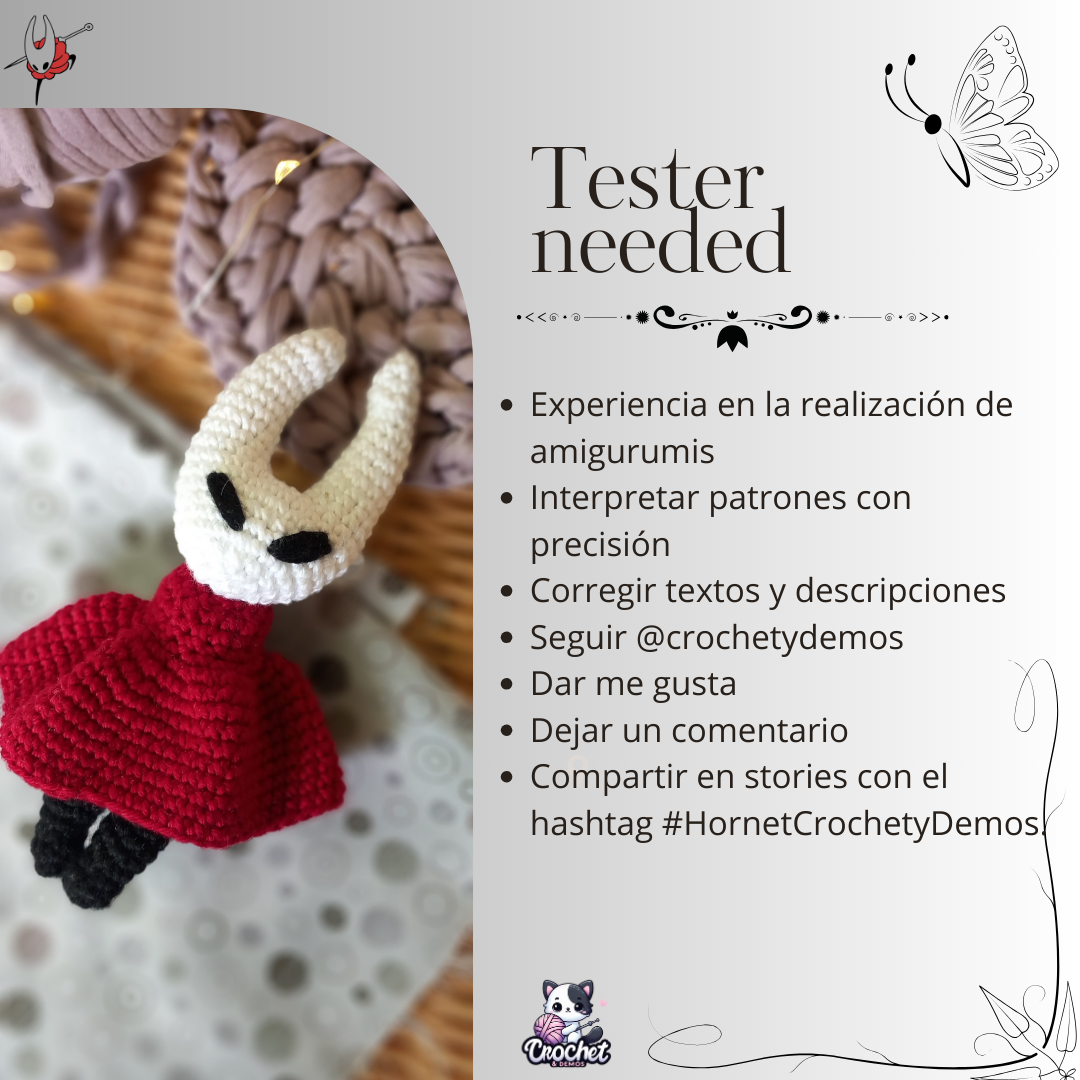 Tester
needed
• Experiencia en la realización de
amigurumis
• Interpretar patrones con
precisión
• Corregir textos y descripciones
• Seguir @crochetydemos
• Dar me gusta
• Dejar un comentario
• Compartir en stories con el
hashtag #HornetCrochetyDemos.
Crochet
& DEMOS